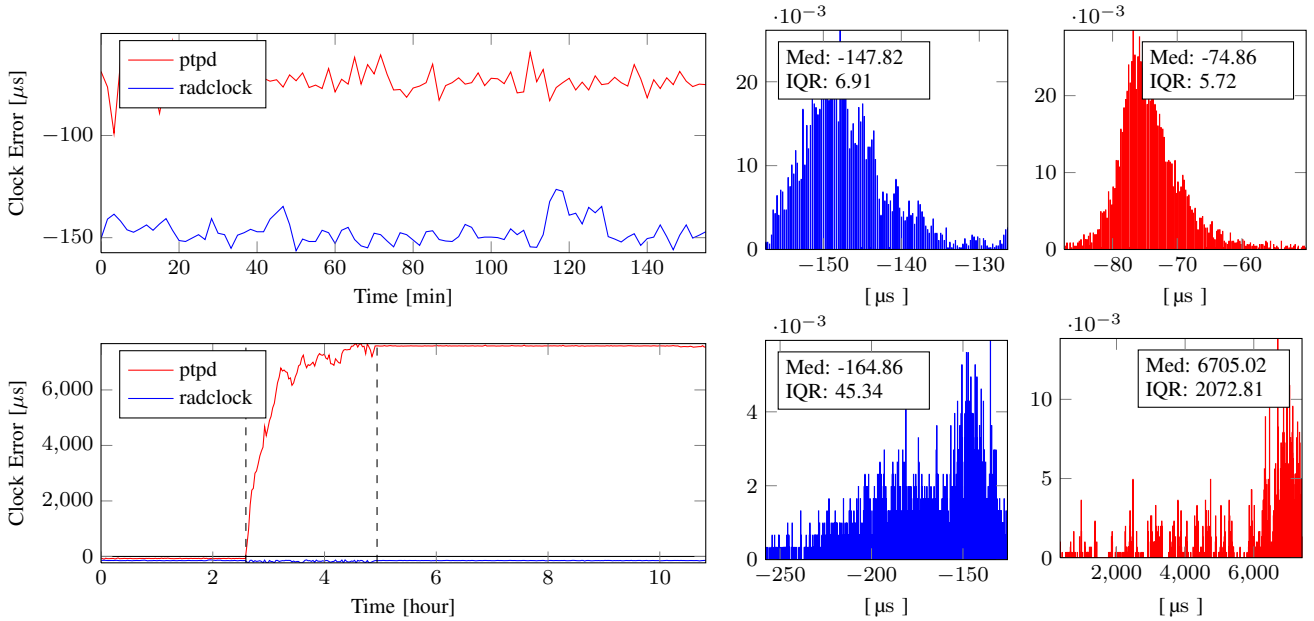 ptpd
radclock
−100
−150
0 20 40 60 80 100 120 140
Time [min]
Clock Error [µs]
·10−3
Med: -147.82
IQR: 6.91
20
10
0
−150 −140 −130
[ µs ]
·10−3
Med: -74.86
IQR: 5.72
20
10
0
−80 −70 −60
[ µs ]
ptpd
radclock
6,000
4,000
2,000
0
0 2 4 6 8 10
Time [hour]
Clock Error [µs]
·10−3
Med: -164.86
IQR: 45.34
4
2
0
−250 −200 −150
[ µs ]
·10−3
Med: 6705.02
IQR: 2072.81
10
5
0
2,000 4,000 6,000
[ µs ]